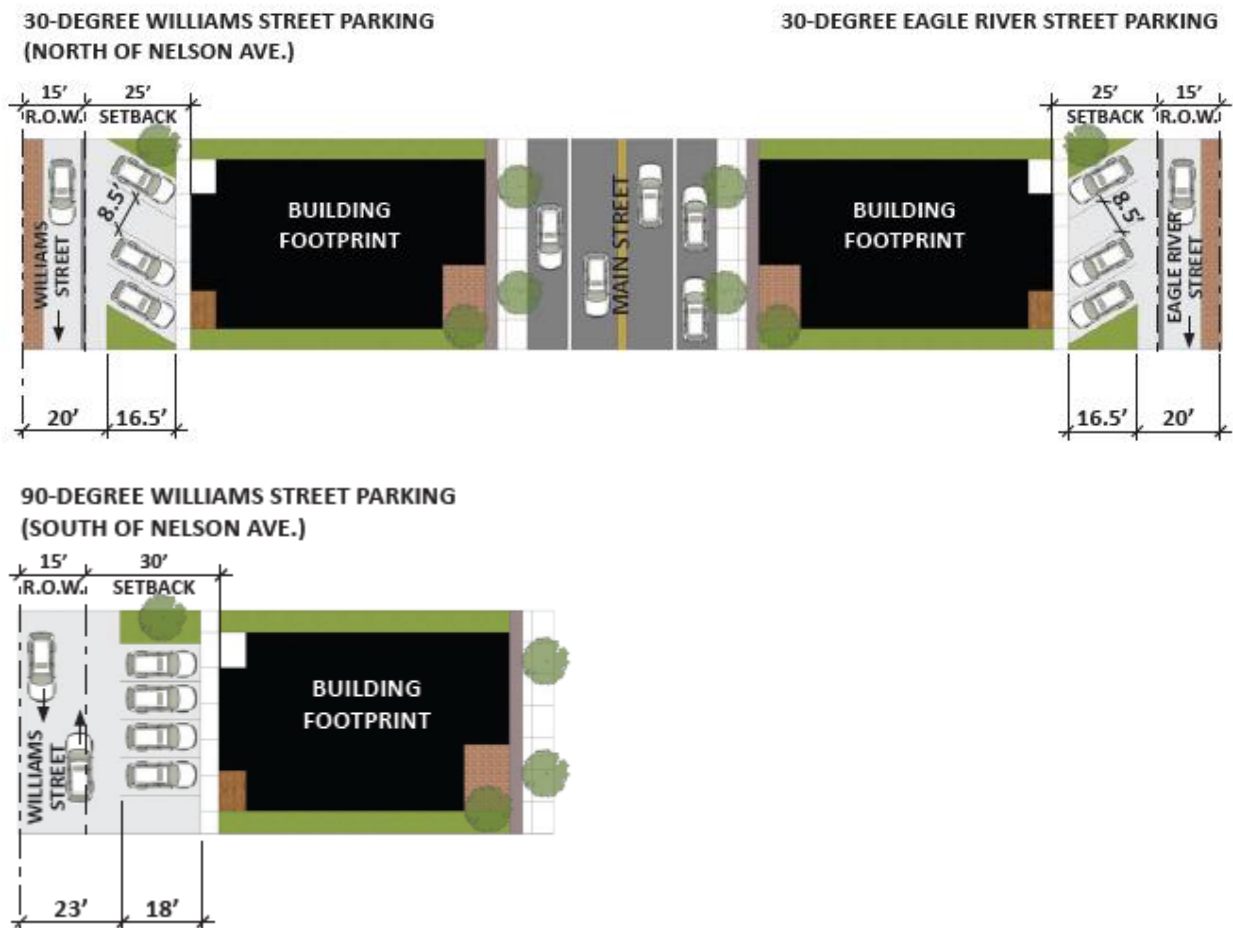 30-DEGREE WILLIAMS STREET PARKING
(NORTH OF NELSON AVE.)
30-DEGREE EAGLE RIVER STREET PARKING
15’
25’
R.O.W.
SETBACK
25’
15’
SETBACK
R.O.W.
8.5’
WILLIAMS
STREET
BUILDING
FOOTPRINT
MAIN STREET
BUILDING
FOOTPRINT
8.5’
EAGLE RIVER
STREET
20’
16.5’
16.5’
20’
90-DEGREE WILLIAMS STREET PARKING
(SOUTH OF NELSON AVE.)
15’
30’
R.O.W.
SETBACK
WILLIAMS
STREET
BUILDING
FOOTPRINT
23’
18’